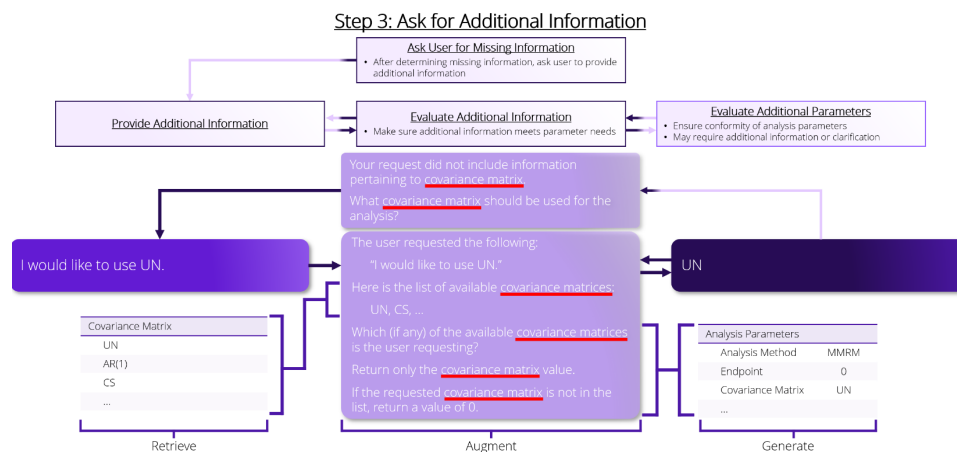 Step 3: Ask for Additional Information
Ask User for Missing Information
• After determining missing information, ask user to provide
additional information
Provide Additional Information
Evaluate Additional Information
• Make sure additional information meets parameter needs
Evaluate Additional Parameters
• Ensure conformity of analysis parameters
• May require additional information or clarification
Your request did not include information
pertaining to covariance matrix.
What covariance matrix should be used for the
analysis?
I would like to use UN.
The user requested the following:
“I would like to use UN.”
Here is the list of available covariance matrices:
UN, CS, ...
Which (if any) of the available covariance matrices
is the user requesting?
Return only the covariance matrix value.
If the requested covariance matrix is not in the
list, return a value of 0.
UN
Covariance Matrix
UN
AR(1)
CS
...
Analysis Parameters
Analysis Method MMRM
Endpoint 0
Covariance Matrix UN
...
Retrieve
Augment
Generate